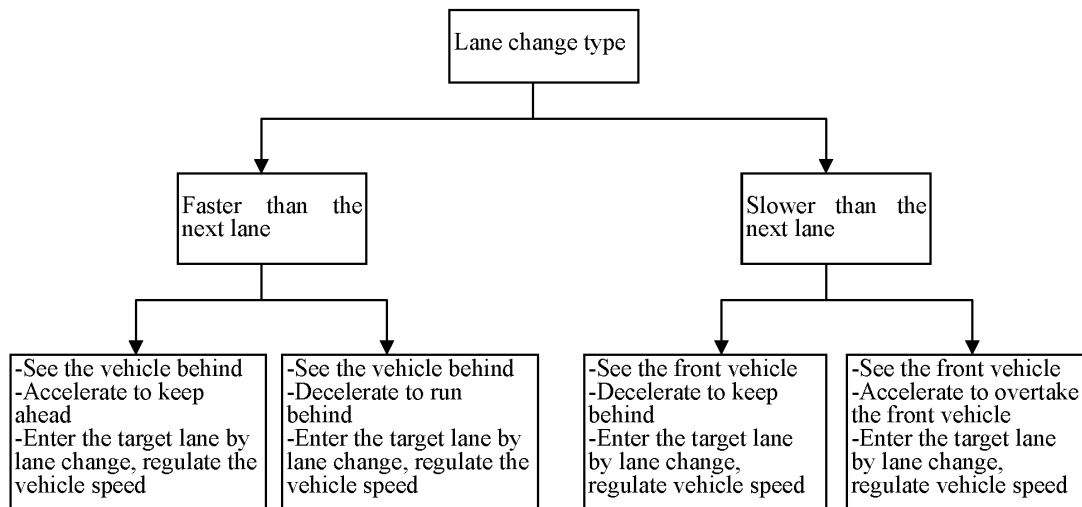 Lane change type
Faster than the
next lane
Slower than the
next lane
-See the vehicle behind
-Accelerate to keep
ahead
-Enter the target lane by
lane change, regulate the
vehicle speed
-See the vehicle behind
-Decelerate to run
behind
-Enter the target lane by
lane change, regulate the
vehicle speed
-See the front vehicle
-Decelerate to keep
behind
-Enter the target lane
by lane change,
regulate vehicle speed
-See the front vehicle
-Accelerate to overtake
the front vehicle
-Enter the target lane
by lane change,
regulate vehicle speed